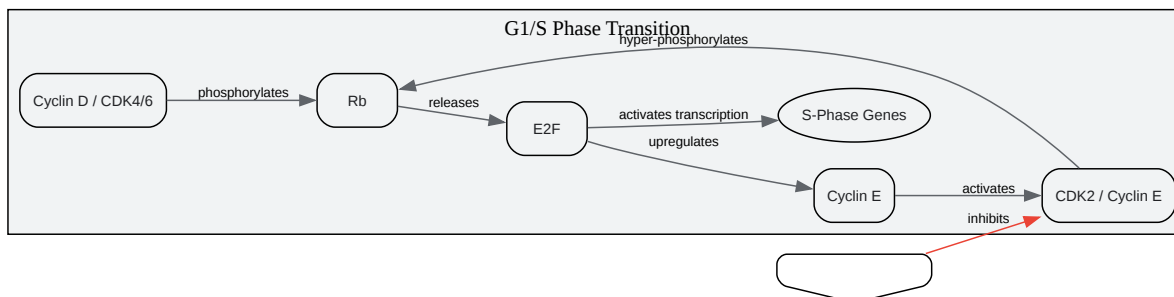 G1/S Phase Transition
hyper-phosphorylates
Cyclin D / CDK4/6
phosphorylates
Rb
releases
E2F
activates transcription
S-Phase Genes
upregulates
Cyclin E
activates
CDK2 / Cyclin E
inhibits